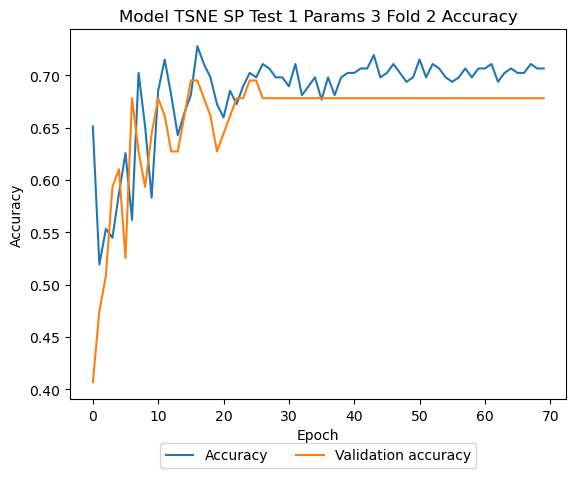 Model TSNE SP Test 1 Params 3 Fold 2 Accuracy
0.70
0.65
0.60
0.55
0.50
0.45
0.40
Accuracy
0 10 20 30 40 50 60 70
Epoch
Accuracy Validation accuracy